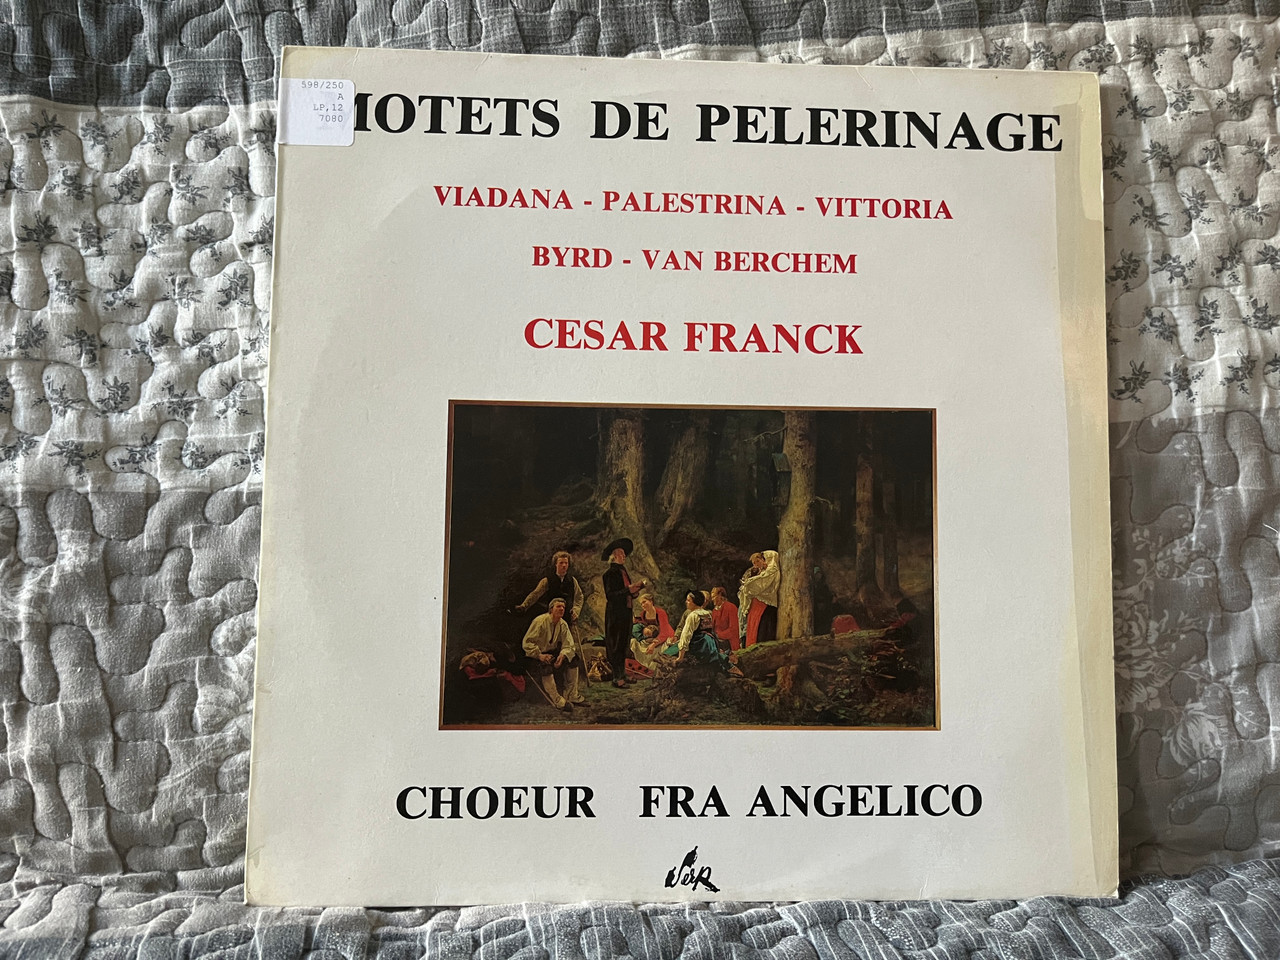 598/250
A
LP,12
7080
MOTETS DE PELERINAGE
VIADANA - PALESTRINA - VITTORIA
BYRD - VAN BERCHEM
CESAR FRANCK
CHOEUR FRA ANGELICO